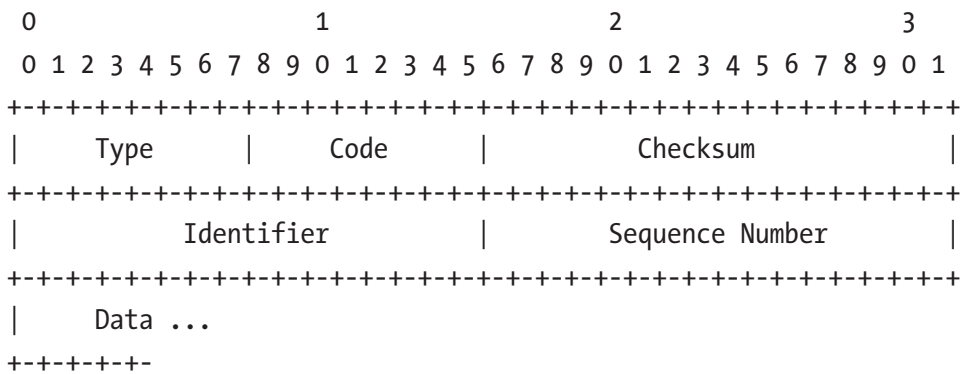 0                   1                   2                   3
 0 1 2 3 4 5 6 7 8 9 0 1 2 3 4 5 6 7 8 9 0 1 2 3 4 5 6 7 8 9 0 1
+-+-+-+-+-+-+-+-+-+-+-+-+-+-+-+-+-+-+-+-+-+-+-+-+-+-+-+-+-+-+-+-+
|     Type      |     Code      |          Checksum             |
+-+-+-+-+-+-+-+-+-+-+-+-+-+-+-+-+-+-+-+-+-+-+-+-+-+-+-+-+-+-+-+-+
|           Identifier          |        Sequence Number        |
+-+-+-+-+-+-+-+-+-+-+-+-+-+-+-+-+-+-+-+-+-+-+-+-+-+-+-+-+-+-+-+-+
|     Data ...
+-+-+-+-+-